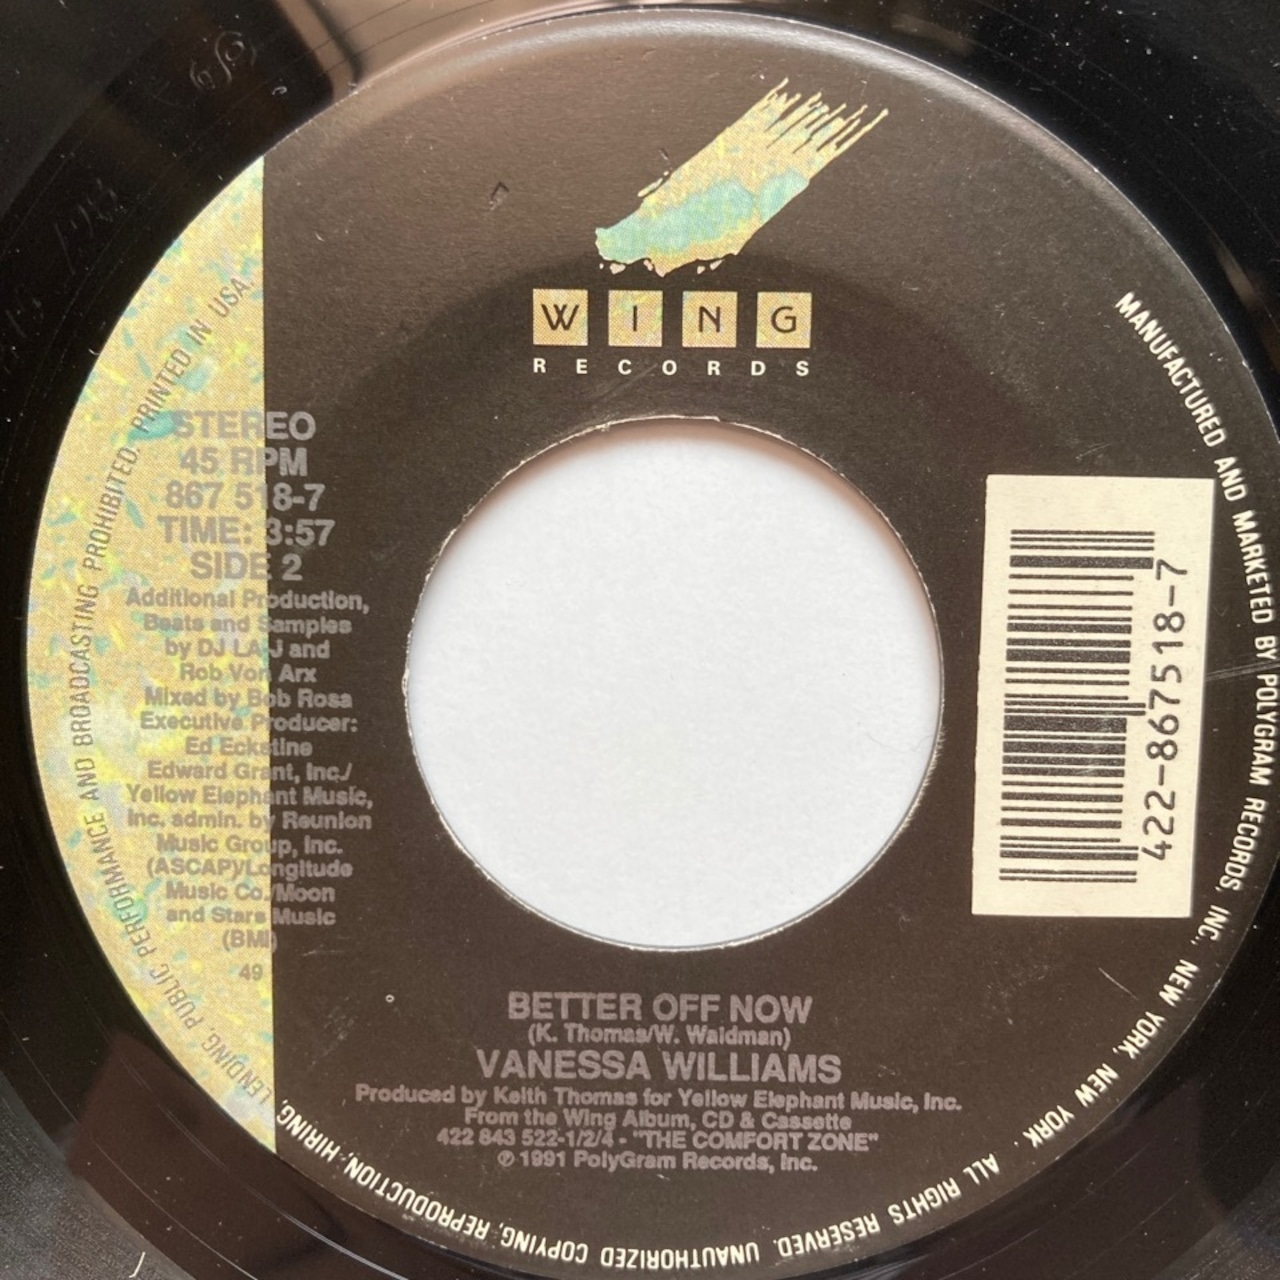 WING
RECORDS
STEREO
45 RPM
867 518-7
TIME: 3:57
SIDE 2
Additional Production,
Beats and Samples
by DJ LA J and
Rob Von Arx
Mixed by Bob Rosa
Executive Producer:
Ed Eckstine
Edward Grant, Inc./
Yellow Elephant Music,
Inc. admin. by Reunion
Music Group, Inc.
(ASCAP)/Longitude
Music Co./Moon
and Stars Music
(BMI)
49
422-867518-7
BETTER OFF NOW
(K. Thomas/W. Waldman)
VANESSA WILLIAMS
Produced by Keith Thomas for Yellow Elephant Music, Inc.
From the Wing Album, CD & Cassette
422 843 522-1/2/4 - "THE COMFORT ZONE"
℗ 1991 PolyGram Records, Inc.
MANUFACTURED AND MARKETED BY POLYGRAM RECORDS, INC., NEW YORK, NEW YORK. ALL RIGHTS RESERVED. UNAUTHORIZED COPYING, REPRODUCTION, HIRING, LENDING, PUBLIC PERFORMANCE AND BROADCASTING PROHIBITED. PRINTED IN USA.